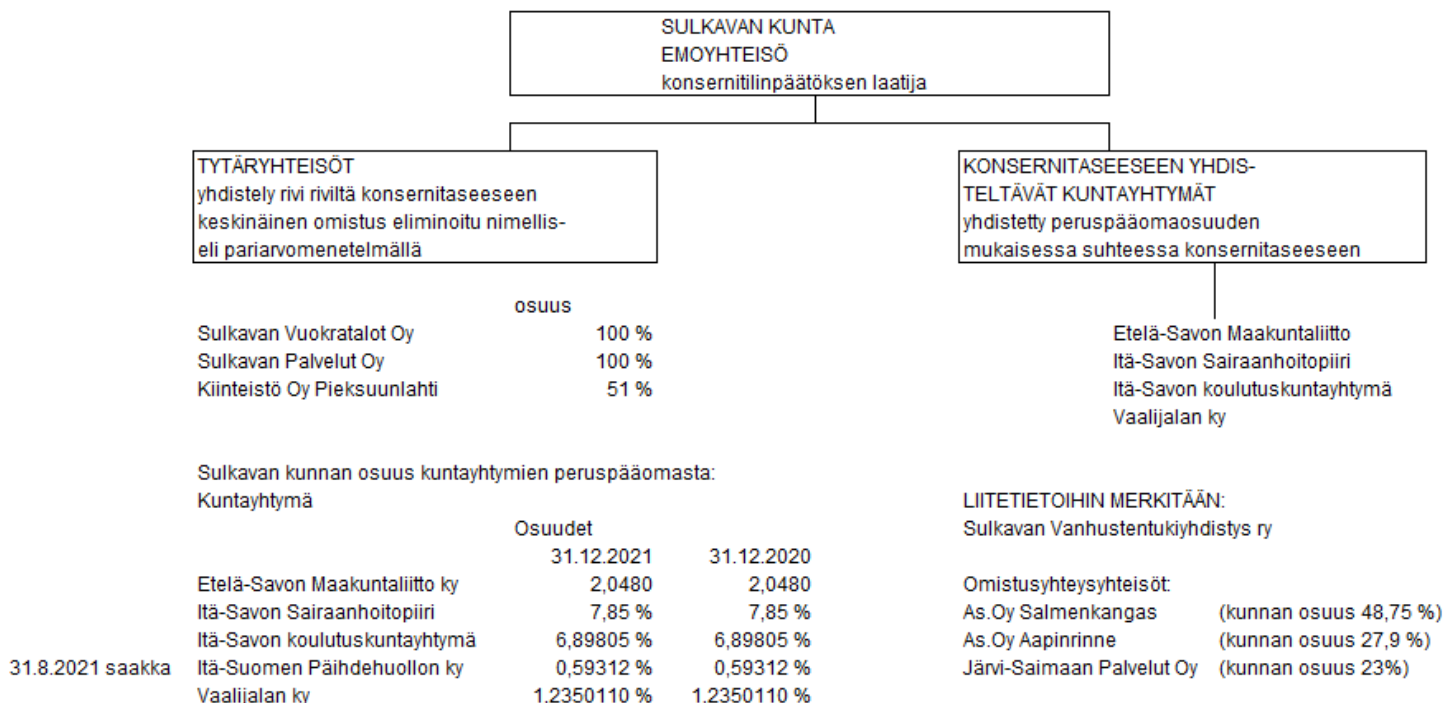 SULKAVAN KUNTA
EMOYHTEISÖ
konsernitilinpäätöksen laatija
TYTÄRYHTEISÖT
yhdistely rivi riviltä konsernitaseeseen
keskinäinen omistus eliminoitu nimellis-
eli pariarvomenetelmällä
KONSERNITASEESEEN YHDIS-
TELTÄVÄT KUNTAYHTYMÄT
yhdistetty peruspääomaosuuden
mukaisessa suhteessa konsernitaseeseen
osuus
Sulkavan Vuokratalot Oy 100 %
Sulkavan Palvelut Oy 100 %
Kiinteistö Oy Pieksuunlahti 51 %
Etelä-Savon Maakuntaliitto
Itä-Savon Sairaanhoitopiiri
Itä-Savon koulutuskuntayhtymä
Vaalijalan ky
Sulkavan kunnan osuus kuntayhtymien peruspääomasta:
Kuntayhtymä
Osuudet
31.12.2021 31.12.2020
Etelä-Savon Maakuntaliitto ky 2,0480 2,0480
Itä-Savon Sairaanhoitopiiri 7,85 % 7,85 %
Itä-Savon koulutuskuntayhtymä 6,89805 % 6,89805 %
31.8.2021 saakka Itä-Suomen Päihdehuollon ky 0,59312 % 0,59312 %
Vaalijalan ky 1,2350110 % 1,2350110 %
LIITETIETOIHIN MERKITÄÄN:
Sulkavan Vanhustentukiyhdistys ry
Omistusyhteysyhteisöt:
As.Oy Salmenkangas (kunnan osuus 48,75 %)
As.Oy Aapinrinne (kunnan osuus 27,9 %)
Järvi-Saimaan Palvelut Oy (kunnan osuus 23%)